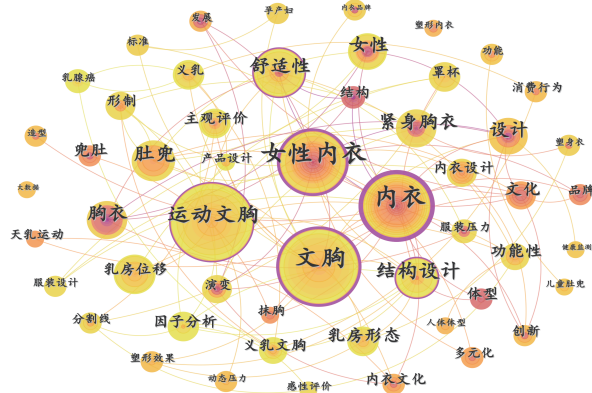 孕产妇
内衣品牌
发展
塑形内衣
标准
女性
功能
舒适性
乳腺癌
义乳
罩杯
消费行为
结构
形制
主观评价
紧身胸衣
设计
造型
兜肚
肚兜
产品设计
女性内衣
塑身衣
内衣设计
大数据
内衣
文化
品牌
胸衣
运动文胸
天乳运动
服装压力
文胸
功能性
健康监测
乳房位移
结构设计
服装设计
演变
儿童肚兜
体型
分割线
因子分析
抹胸
人体体型
创新
义乳文胸
乳房形态
塑形效果
多元化
动态压力
感性评价
内衣文化